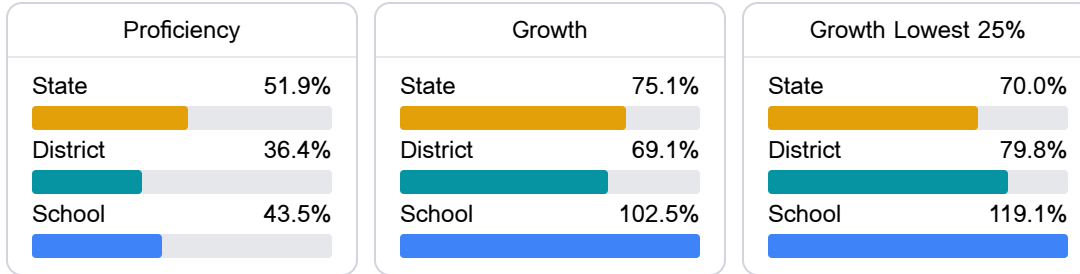 Proficiency
State 51.9%
District 36.4%
School 43.5%
Growth
State 75.1%
District 69.1%
School 102.5%
Growth Lowest 25%
State 70.0%
District 79.8%
School 119.1%